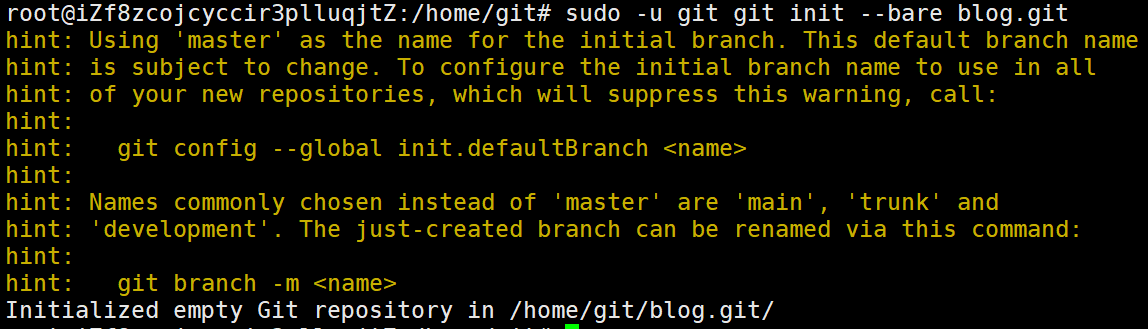 root@iZf8zcojcyccir3plluqjtZ:/home/git# sudo -u git git init --bare blog.git
hint: Using 'master' as the name for the initial branch. This default branch name
hint: is subject to change. To configure the initial branch name to use in all
hint: of your new repositories, which will suppress this warning, call:
hint:
hint:   git config --global init.defaultBranch <name>
hint:
hint: Names commonly chosen instead of 'master' are 'main', 'trunk' and
hint: 'development'. The just-created branch can be renamed via this command:
hint:
hint:   git branch -m <name>
Initialized empty Git repository in /home/git/blog.git/